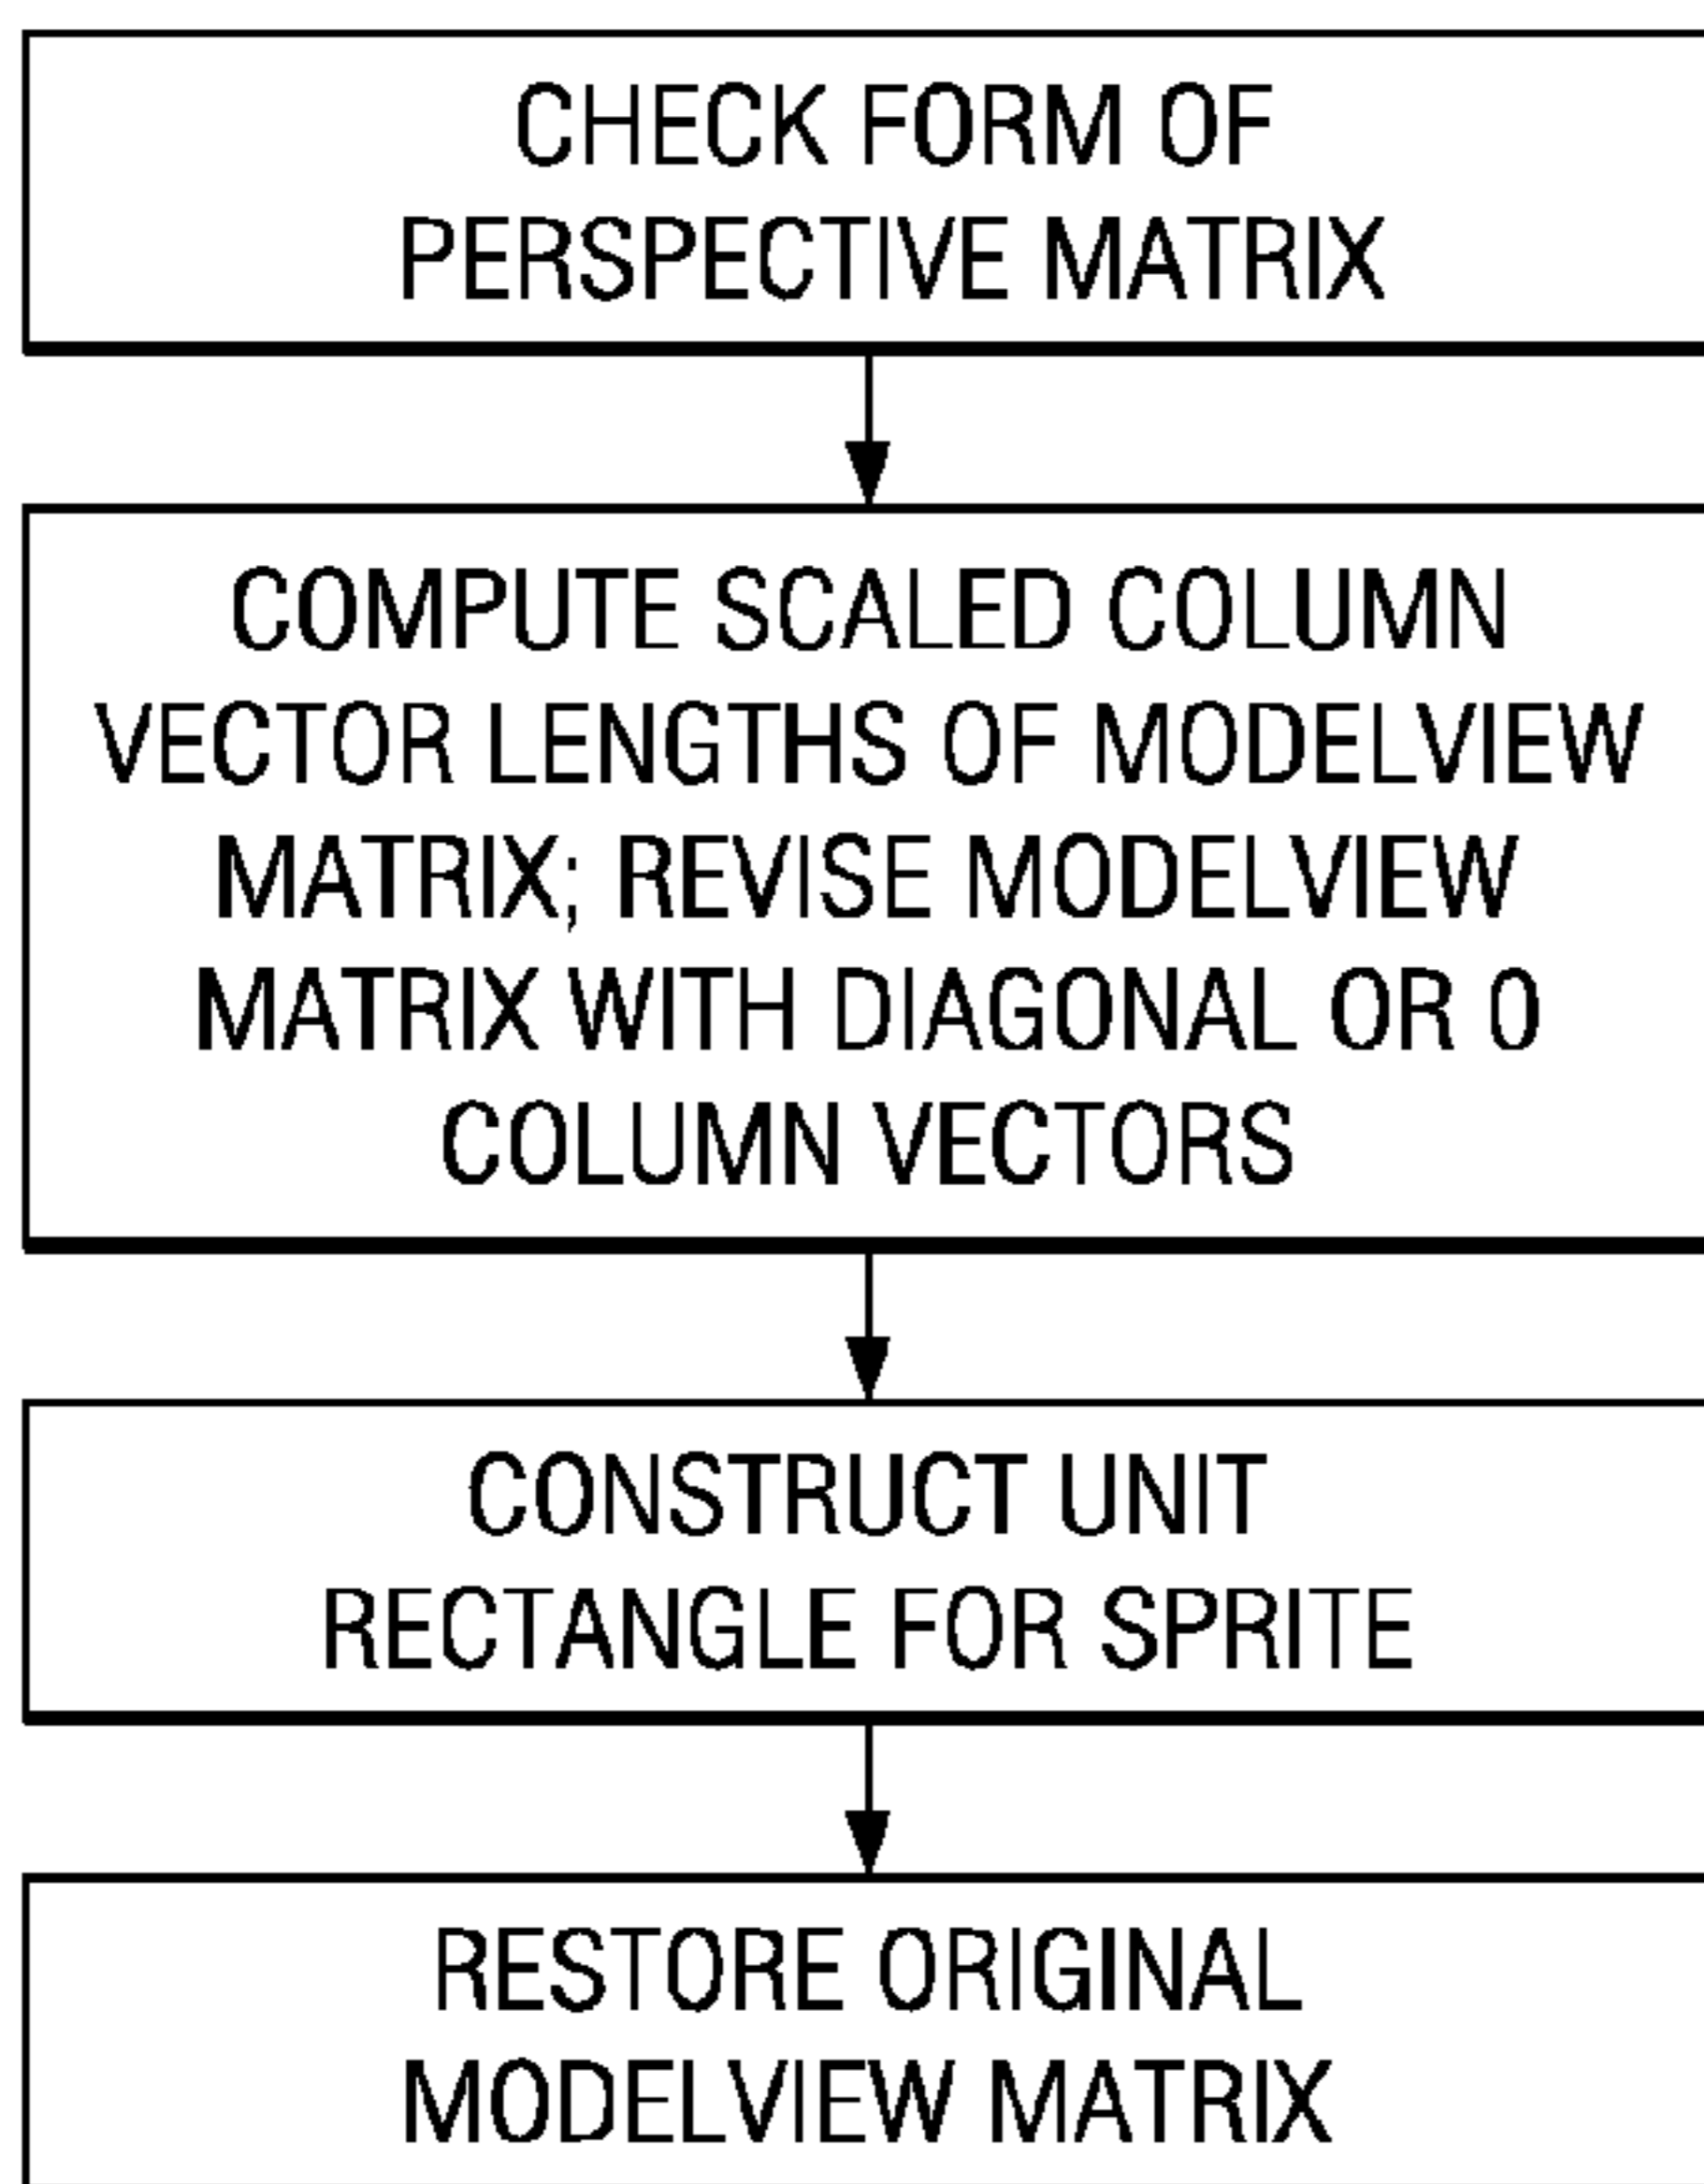 CHECK FORM OF
PERSPECTIVE MATRIX
COMPUTE SCALED COLUMN
VECTOR LENGTHS OF MODELVIEW
MATRIX; REVISE MODELVIEW
MATRIX WITH DIAGONAL OR 0
COLUMN VECTORS
CONSTRUCT UNIT
RECTANGLE FOR SPRITE
RESTORE ORIGINAL
MODELVIEW MATRIX